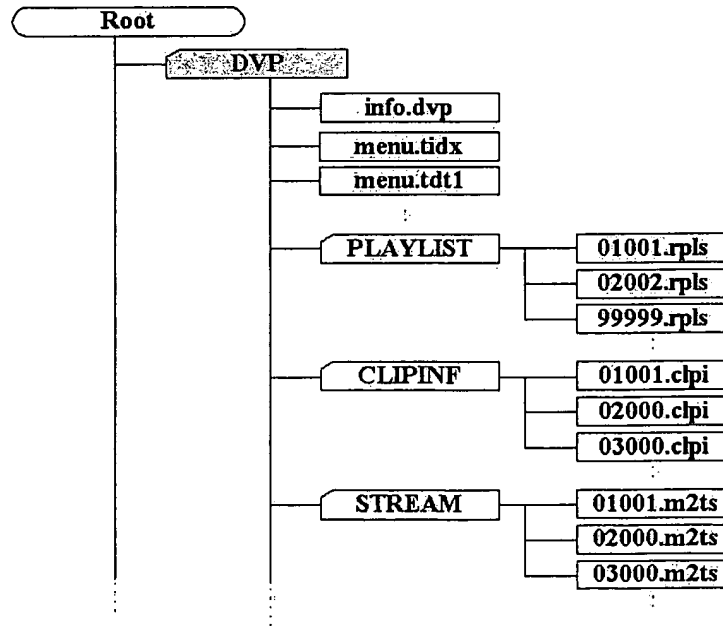 Root
DVP
info.dvp
menu.tidx
menu.tdt1
PLAYLIST
01001.rpls
02002.rpls
99999.rpls
CLIPINF
01001.clpi
02000.clpi
03000.clpi
STREAM
01001.m2ts
02000.m2ts
03000.m2ts